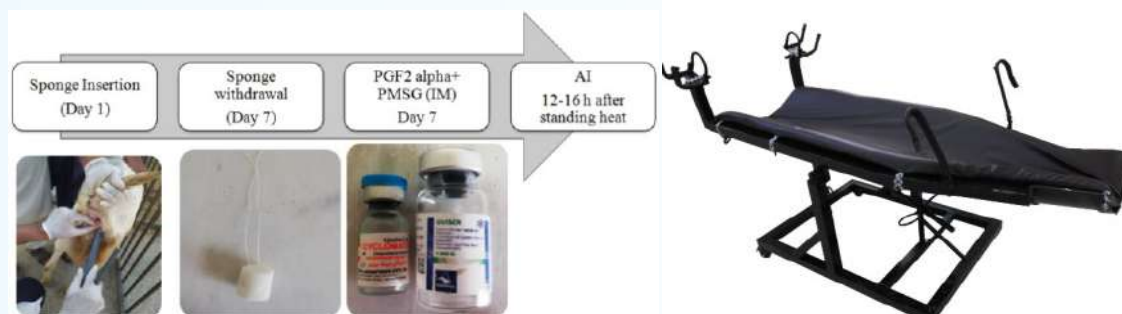 Sponge Insertion
(Day 1)
Sponge
withdrawal
(Day 7)
PGF2 alpha+
PMSG (IM)
Day 7
AI
12-16 h after
standing heat